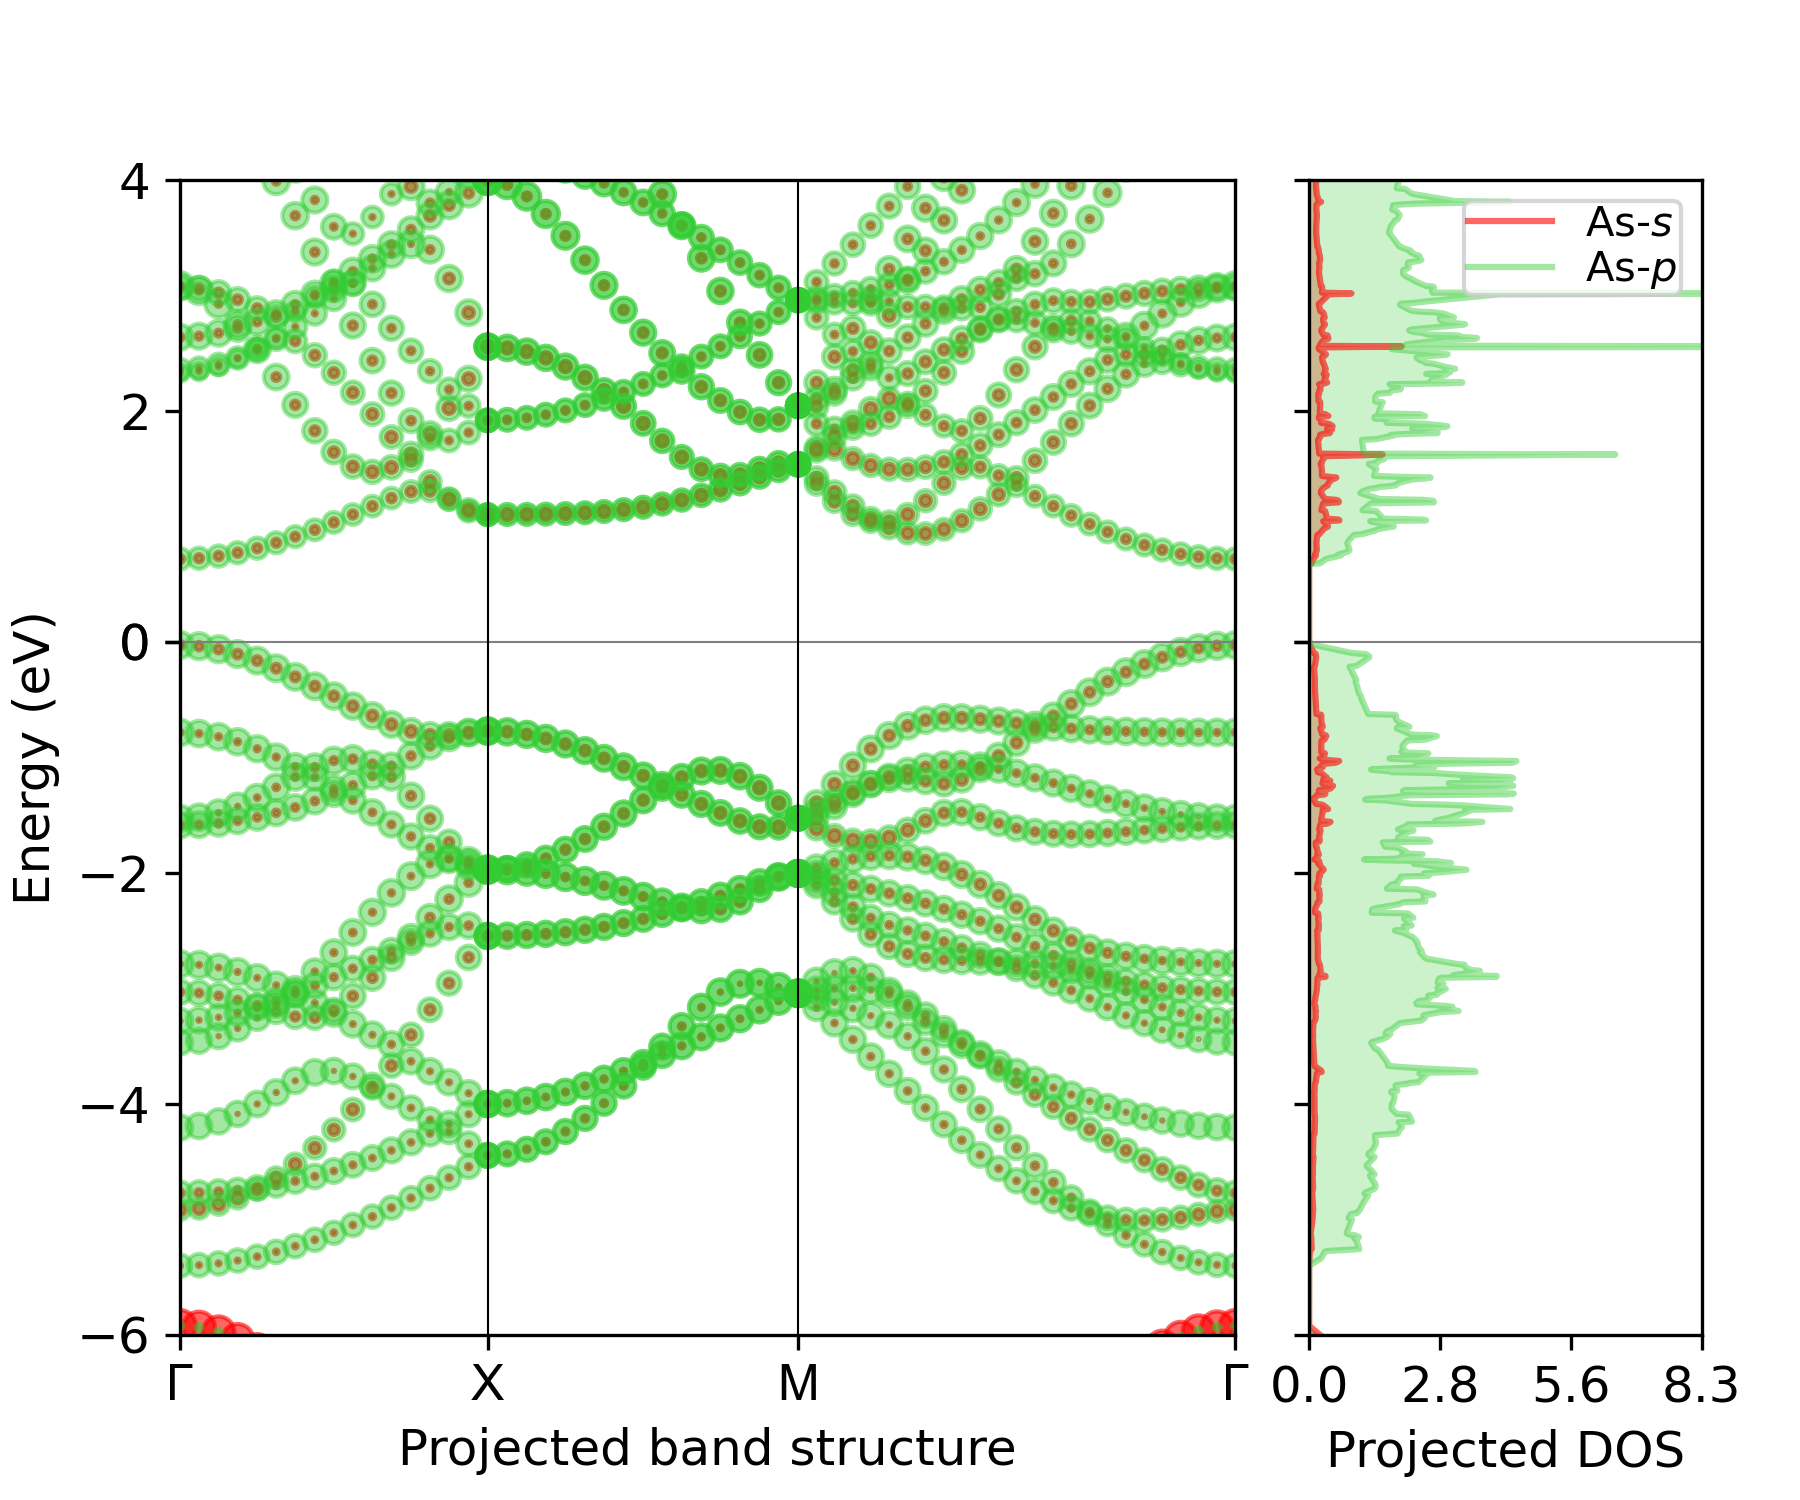 4
2
0
−2
−4
−6
Energy (eV)
Γ
X
M
Γ
Projected band structure
As-s
As-p
0.0
2.8
5.6
8.3
Projected DOS